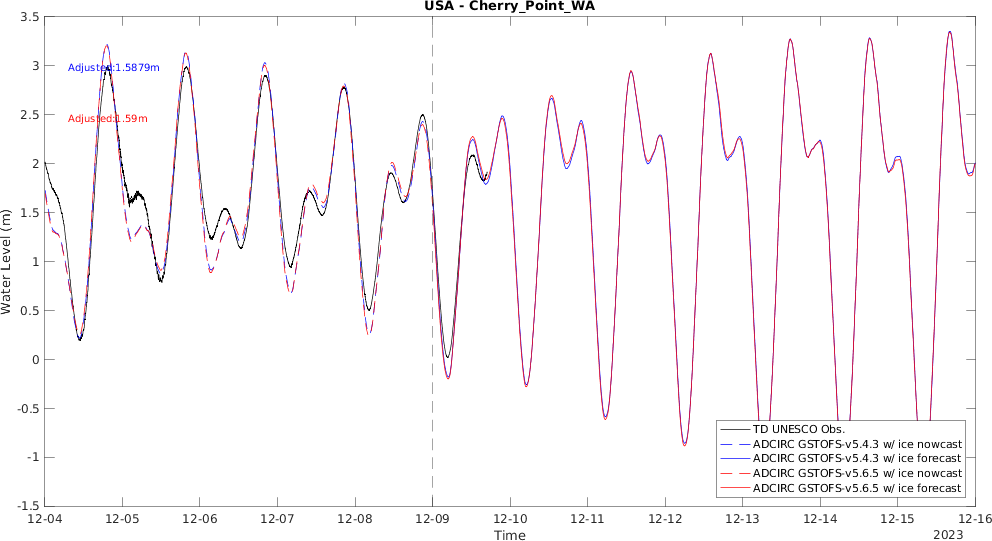 USA - Cherry_Point_WA
3.5
3
2.5
2
1.5
1
0.5
0
-0.5
-1
-1.5
Water Level (m)
Adjusted:1.5879m
Adjusted:1.59m
TD UNESCO Obs.
ADCIRC GSTOFS-v5.4.3 w/ ice nowcast
ADCIRC GSTOFS-v5.4.3 w/ ice forecast
ADCIRC GSTOFS-v5.6.5 w/ ice nowcast
ADCIRC GSTOFS-v5.6.5 w/ ice forecast
12-04 12-05 12-06 12-07 12-08 12-09 12-10 12-11 12-12 12-13 12-14 12-15 12-16
Time
2023